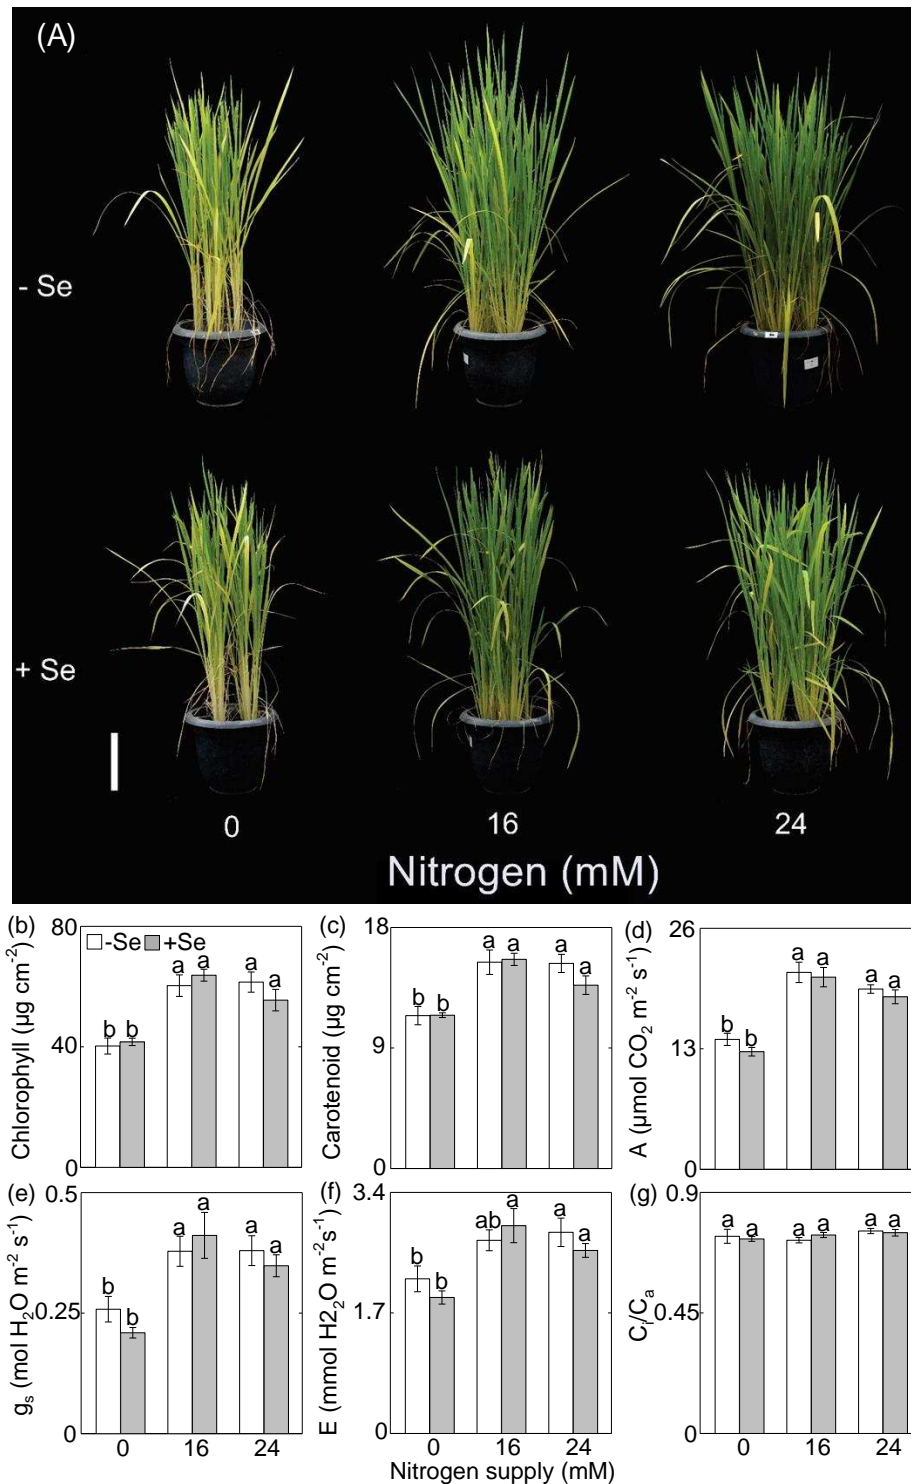 (A)
- Se
+ Se
0 16 24
Nitrogen (mM)
(b)
80
40
0
Chlorophyll (µg cm⁻²)
-Se +Se
b b a a a a
(c)
18
9
0
Carotenoid (µg cm⁻²)
b b a a a a
(d)
26
13
0
A (µmol CO₂ m⁻² s⁻¹)
b b a a a a
(e)
0.5
0.25
0
gₛ (mol H₂O m⁻² s⁻¹)
b b a a a a
0 16 24
(f)
3.4
1.7
0
E (mmol H2₂O m⁻²s⁻¹)
b b ab a a a
0 16 24
(g)
0.9
0.45
0
Cᵢ/Cₐ
a a a a a a
0 16 24
Nitrogen supply (mM)